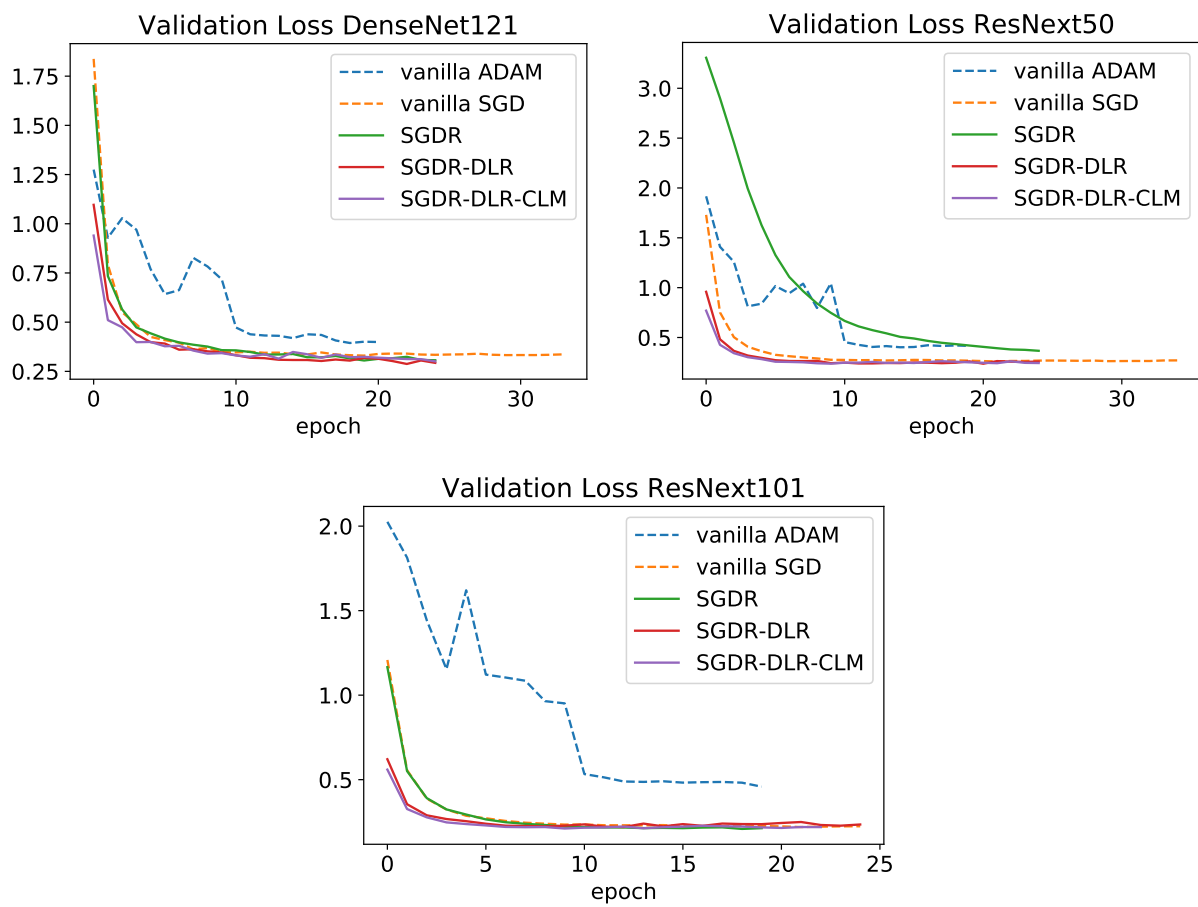 Validation Loss DenseNet121
1.75
1.50
1.25
1.00
0.75
0.50
0.25
0
10
20
30
epoch
vanilla ADAM
vanilla SGD
SGDR
SGDR-DLR
SGDR-DLR-CLM
Validation Loss ResNext50
3.0
2.5
2.0
1.5
1.0
0.5
0
10
20
30
epoch
vanilla ADAM
vanilla SGD
SGDR
SGDR-DLR
SGDR-DLR-CLM
Validation Loss ResNext101
2.0
1.5
1.0
0.5
0
5
10
15
20
25
epoch
vanilla ADAM
vanilla SGD
SGDR
SGDR-DLR
SGDR-DLR-CLM